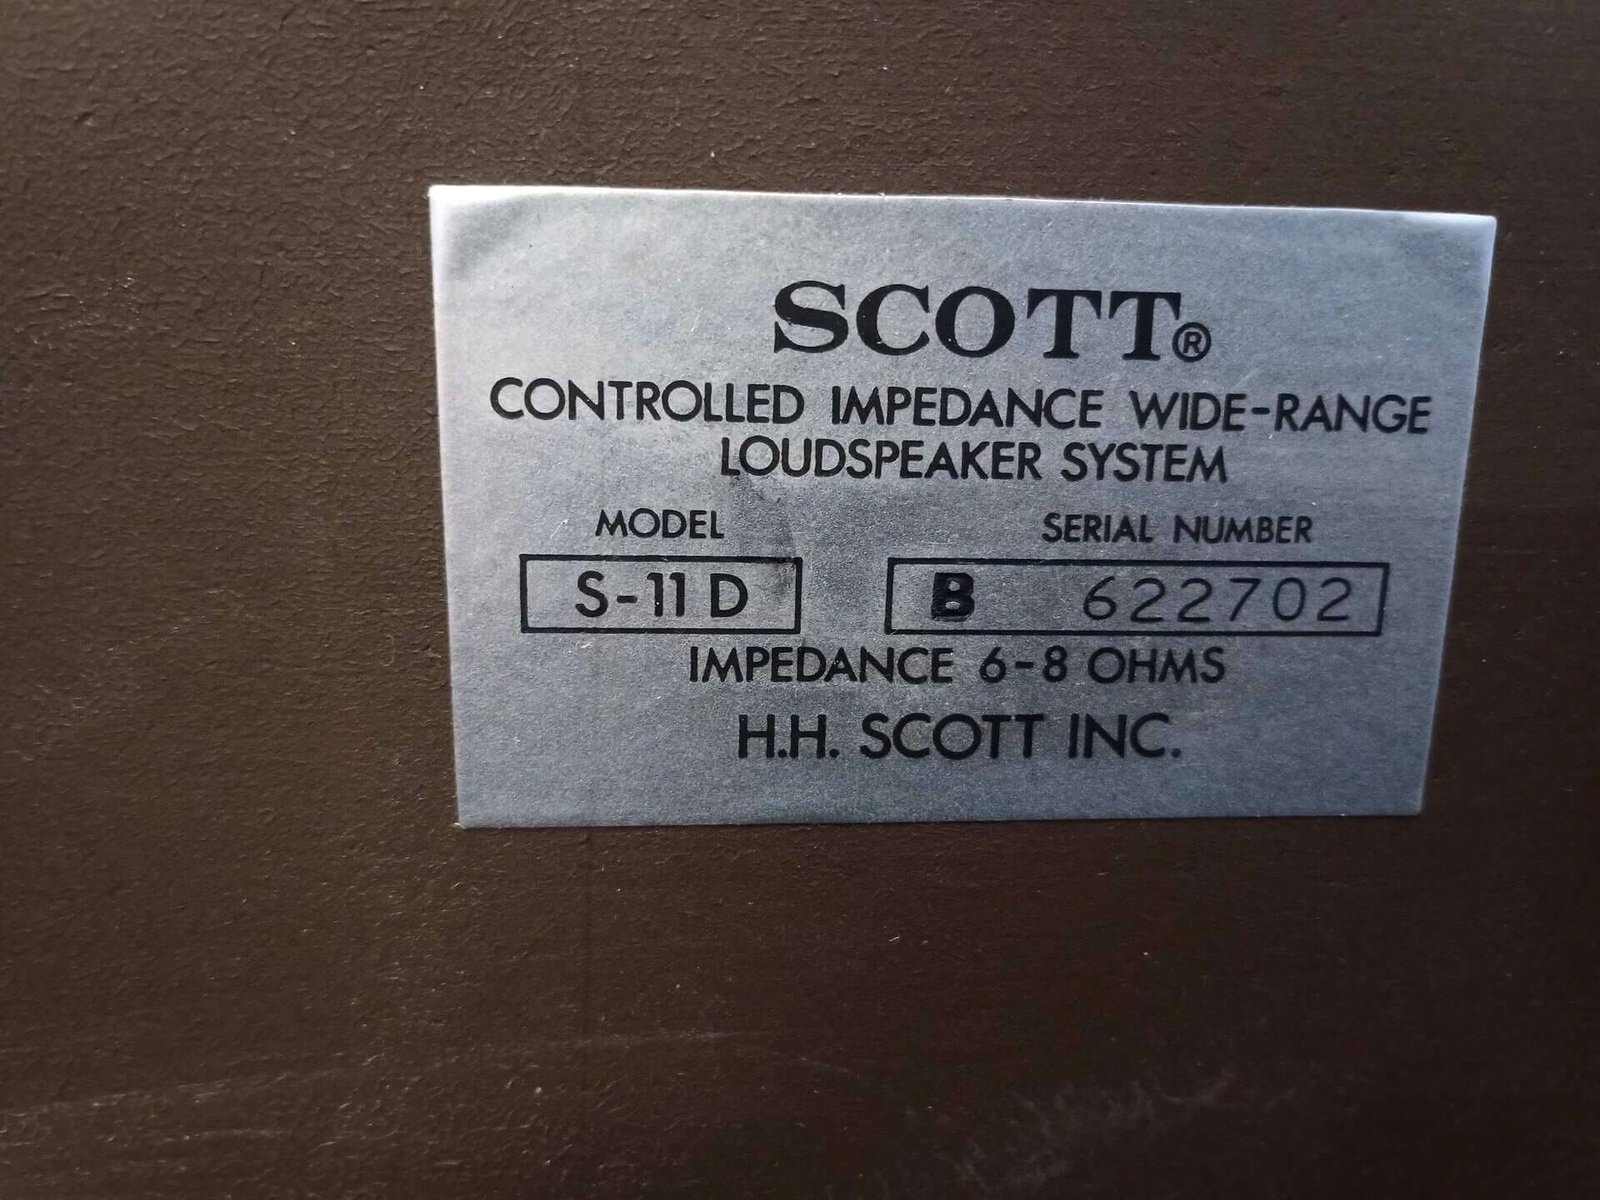 SCOTT®
CONTROLLED IMPEDANCE WIDE-RANGE
LOUDSPEAKER SYSTEM
MODEL SERIAL NUMBER
S-11 D B 622702
IMPEDANCE 6-8 OHMS
H.H. SCOTT INC.